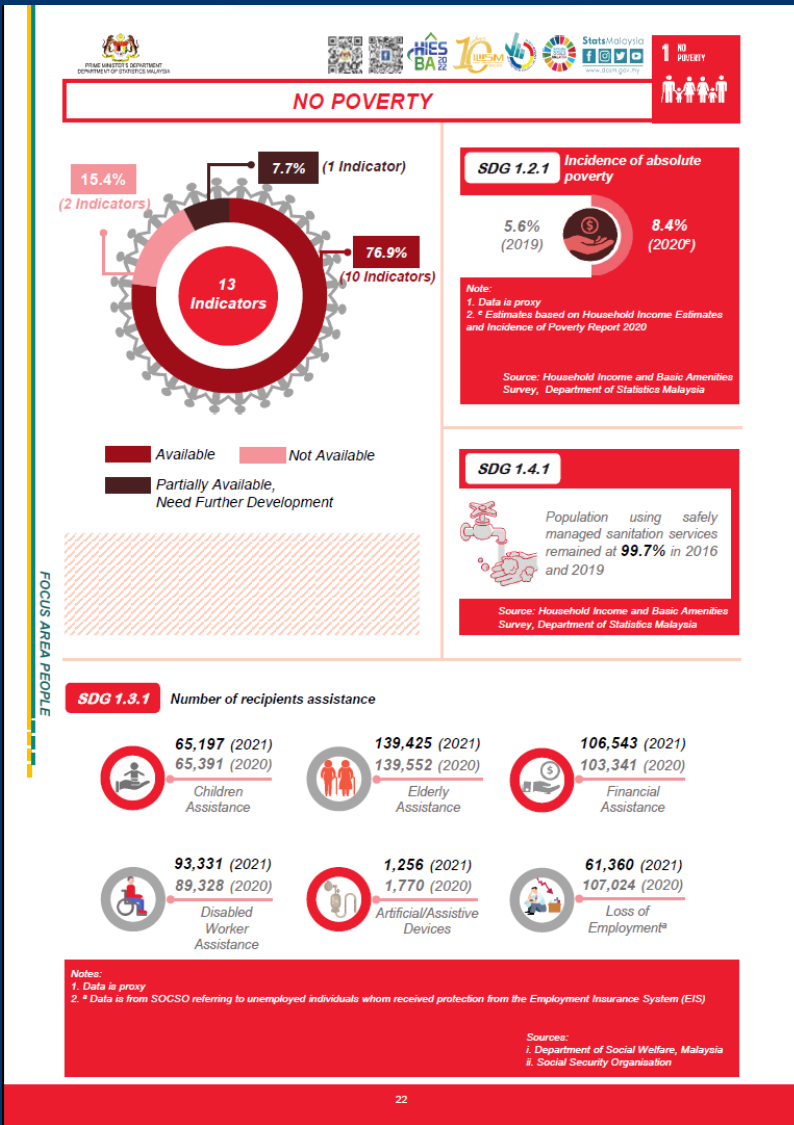 PRIME MINISTER'S DEPARTMENT
DEPARTMENT OF STATISTICS MALAYSIA
HIES
BA 2022
StatsMalaysia
www.dosm.gov.my
1 NO
POVERTY
NO POVERTY
15.4%
(2 Indicators)
7.7% (1 Indicator)
76.9%
(10 Indicators)
13
Indicators
Available
Not Available
Partially Available,
Need Further Development
SDG 1.2.1 Incidence of absolute
poverty
5.6%
(2019)
8.4%
(2020ᵉ)
Note:
1. Data is proxy
2. ᵉ Estimates based on Household Income Estimates
and Incidence of Poverty Report 2020
Source: Household Income and Basic Amenities
Survey, Department of Statistics Malaysia
SDG 1.4.1
Population using safely
managed sanitation services
remained at 99.7% in 2016
and 2019
Source: Household Income and Basic Amenities
Survey, Department of Statistics Malaysia
FOCUS AREA PEOPLE
SDG 1.3.1 Number of recipients assistance
65,197 (2021)
65,391 (2020)
Children
Assistance
139,425 (2021)
139,552 (2020)
Elderly
Assistance
106,543 (2021)
103,341 (2020)
Financial
Assistance
93,331 (2021)
89,328 (2020)
Disabled
Worker
Assistance
1,256 (2021)
1,770 (2020)
Artificial/Assistive
Devices
61,360 (2021)
107,024 (2020)
Loss of
Employmentᵃ
Notes:
1. Data is proxy
2. ᵃ Data is from SOCSO referring to unemployed individuals whom received protection from the Employment Insurance System (EIS)
Sources:
i. Department of Social Welfare, Malaysia
ii. Social Security Organisation
22